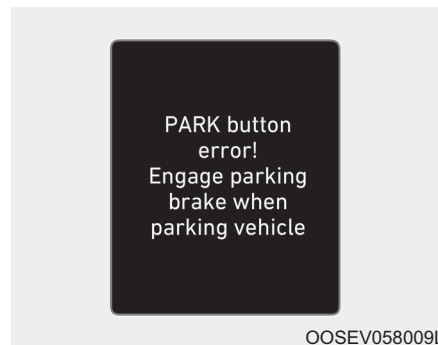 PARK button
error!
Engage parking
brake when
parking vehicle
OOSEV058009L